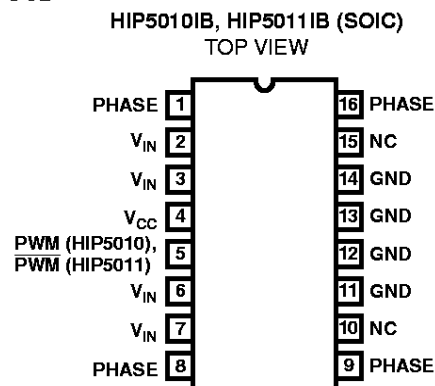 HIP5010IB, HIP5011IB (SOIC)
TOP VIEW
PHASE 1 16 PHASE
VIN 2 15 NC
VIN 3 14 GND
VCC 4 13 GND
PWM (HIP5010),
PWM (HIP5011) 5 12 GND
VIN 6 11 GND
VIN 7 10 NC
PHASE 8 9 PHASE